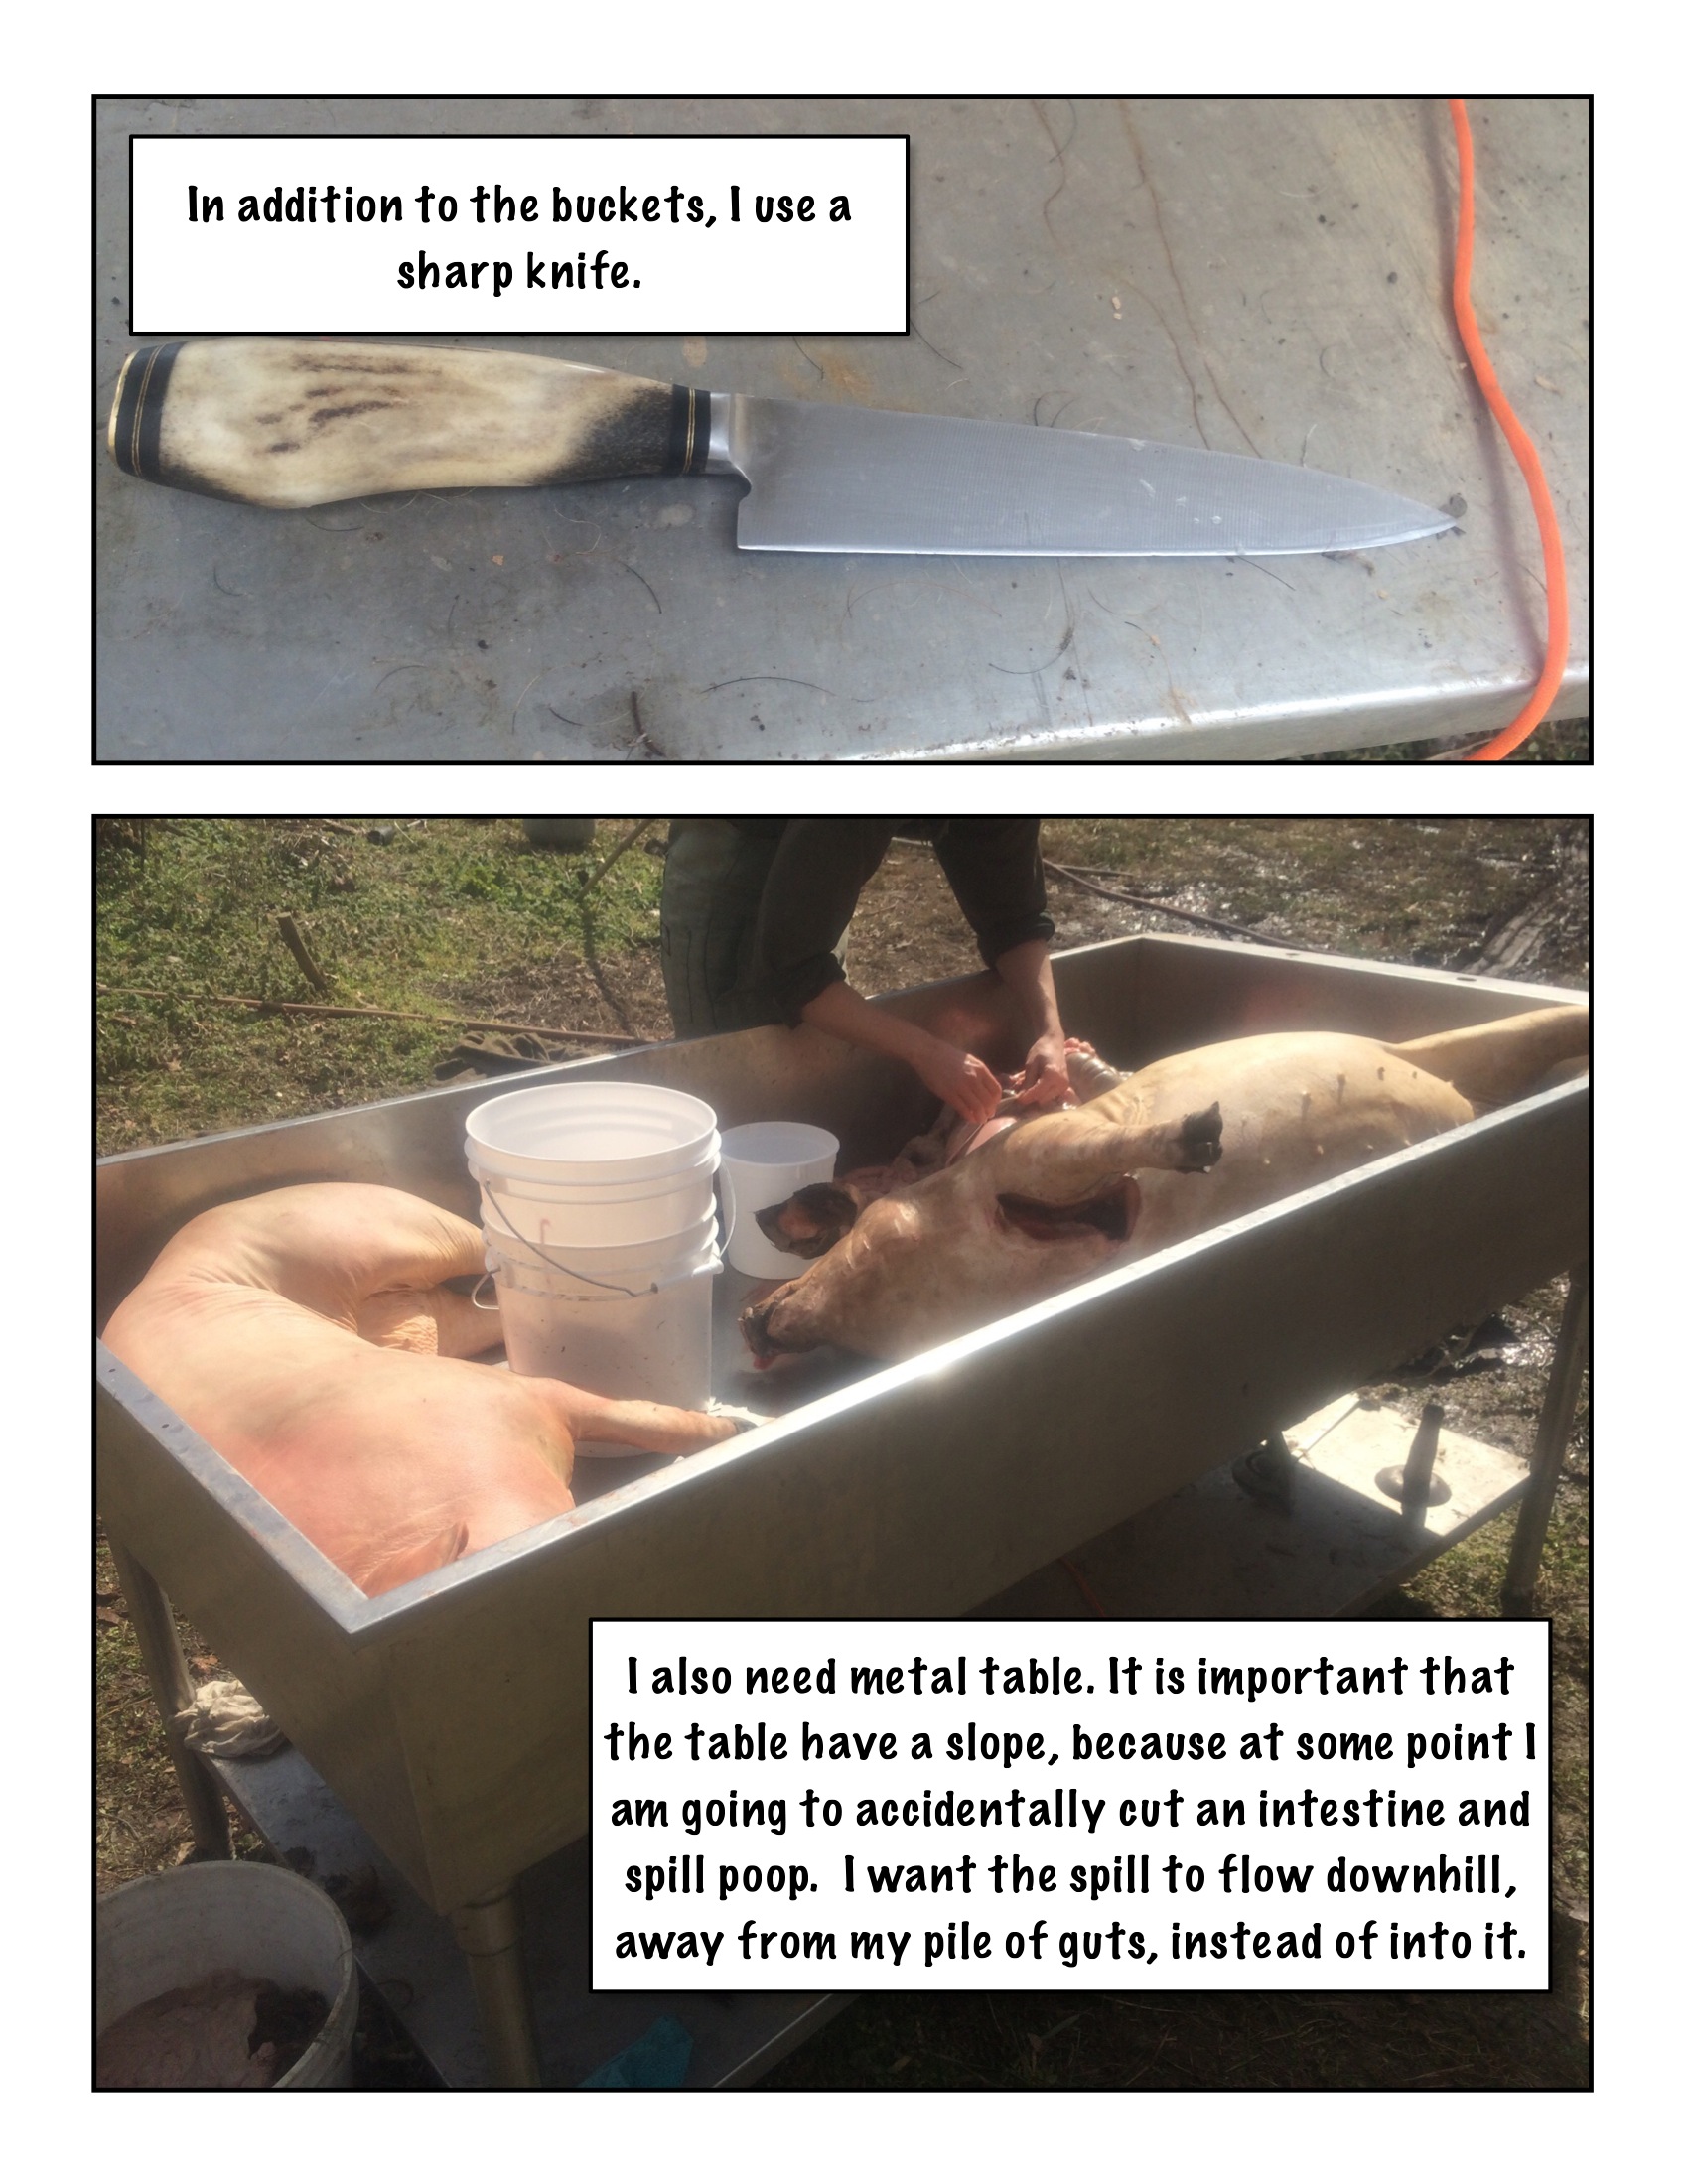 In addition to the buckets, I use a
sharp knife.
I also need metal table. It is important that
the table have a slope, because at some point I
am going to accidentally cut an intestine and
spill poop.  I want the spill to flow downhill,
away from my pile of guts, instead of into it.